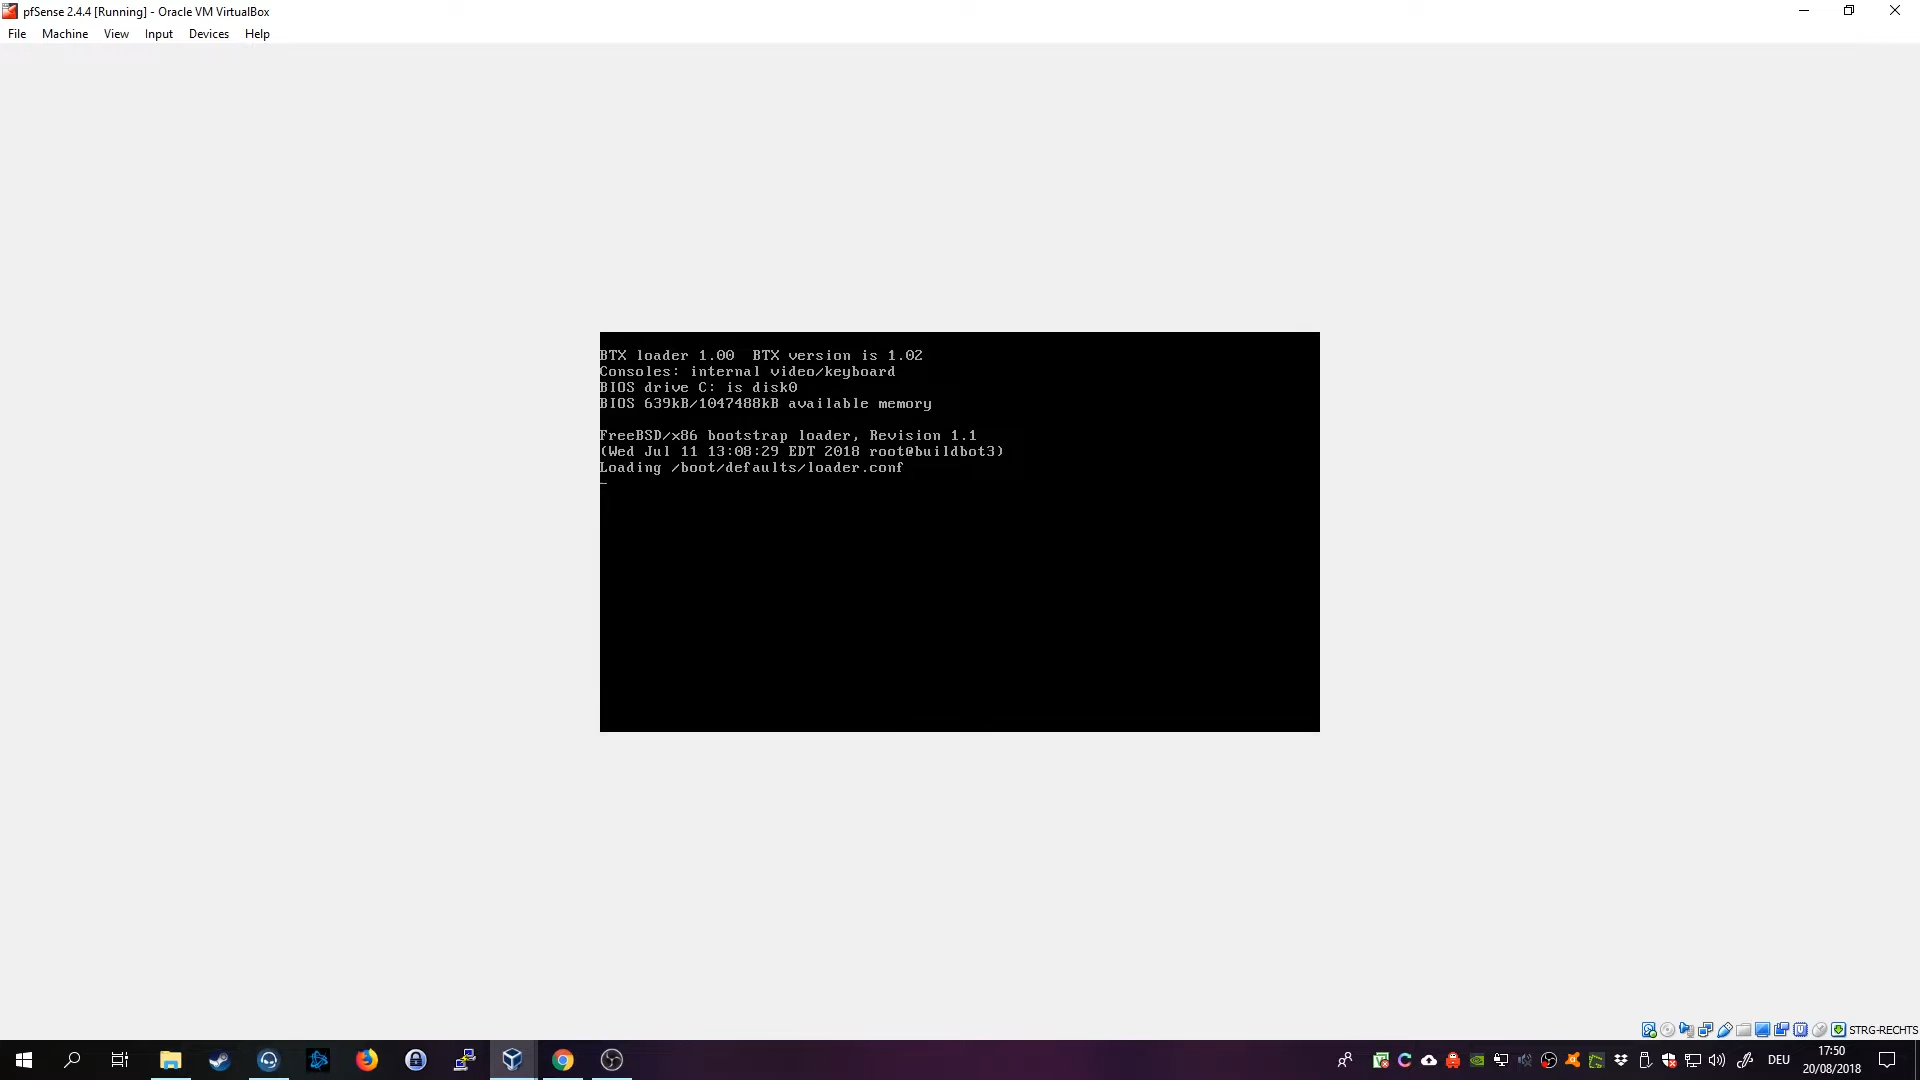 pfSense 2.4.4 [Running] - Oracle VM VirtualBox
File Machine View Input Devices Help
BTX loader 1.00  BTX version is 1.02
Consoles: internal video/keyboard
BIOS drive C: is disk0
BIOS 639kB/1047488kB available memory
FreeBSD/x86 bootstrap loader, Revision 1.1
(Wed Jul 11 13:08:29 EDT 2018 root@buildbot3)
Loading /boot/defaults/loader.conf
STRG-RECHTS
DEU
17:50
20/08/2018